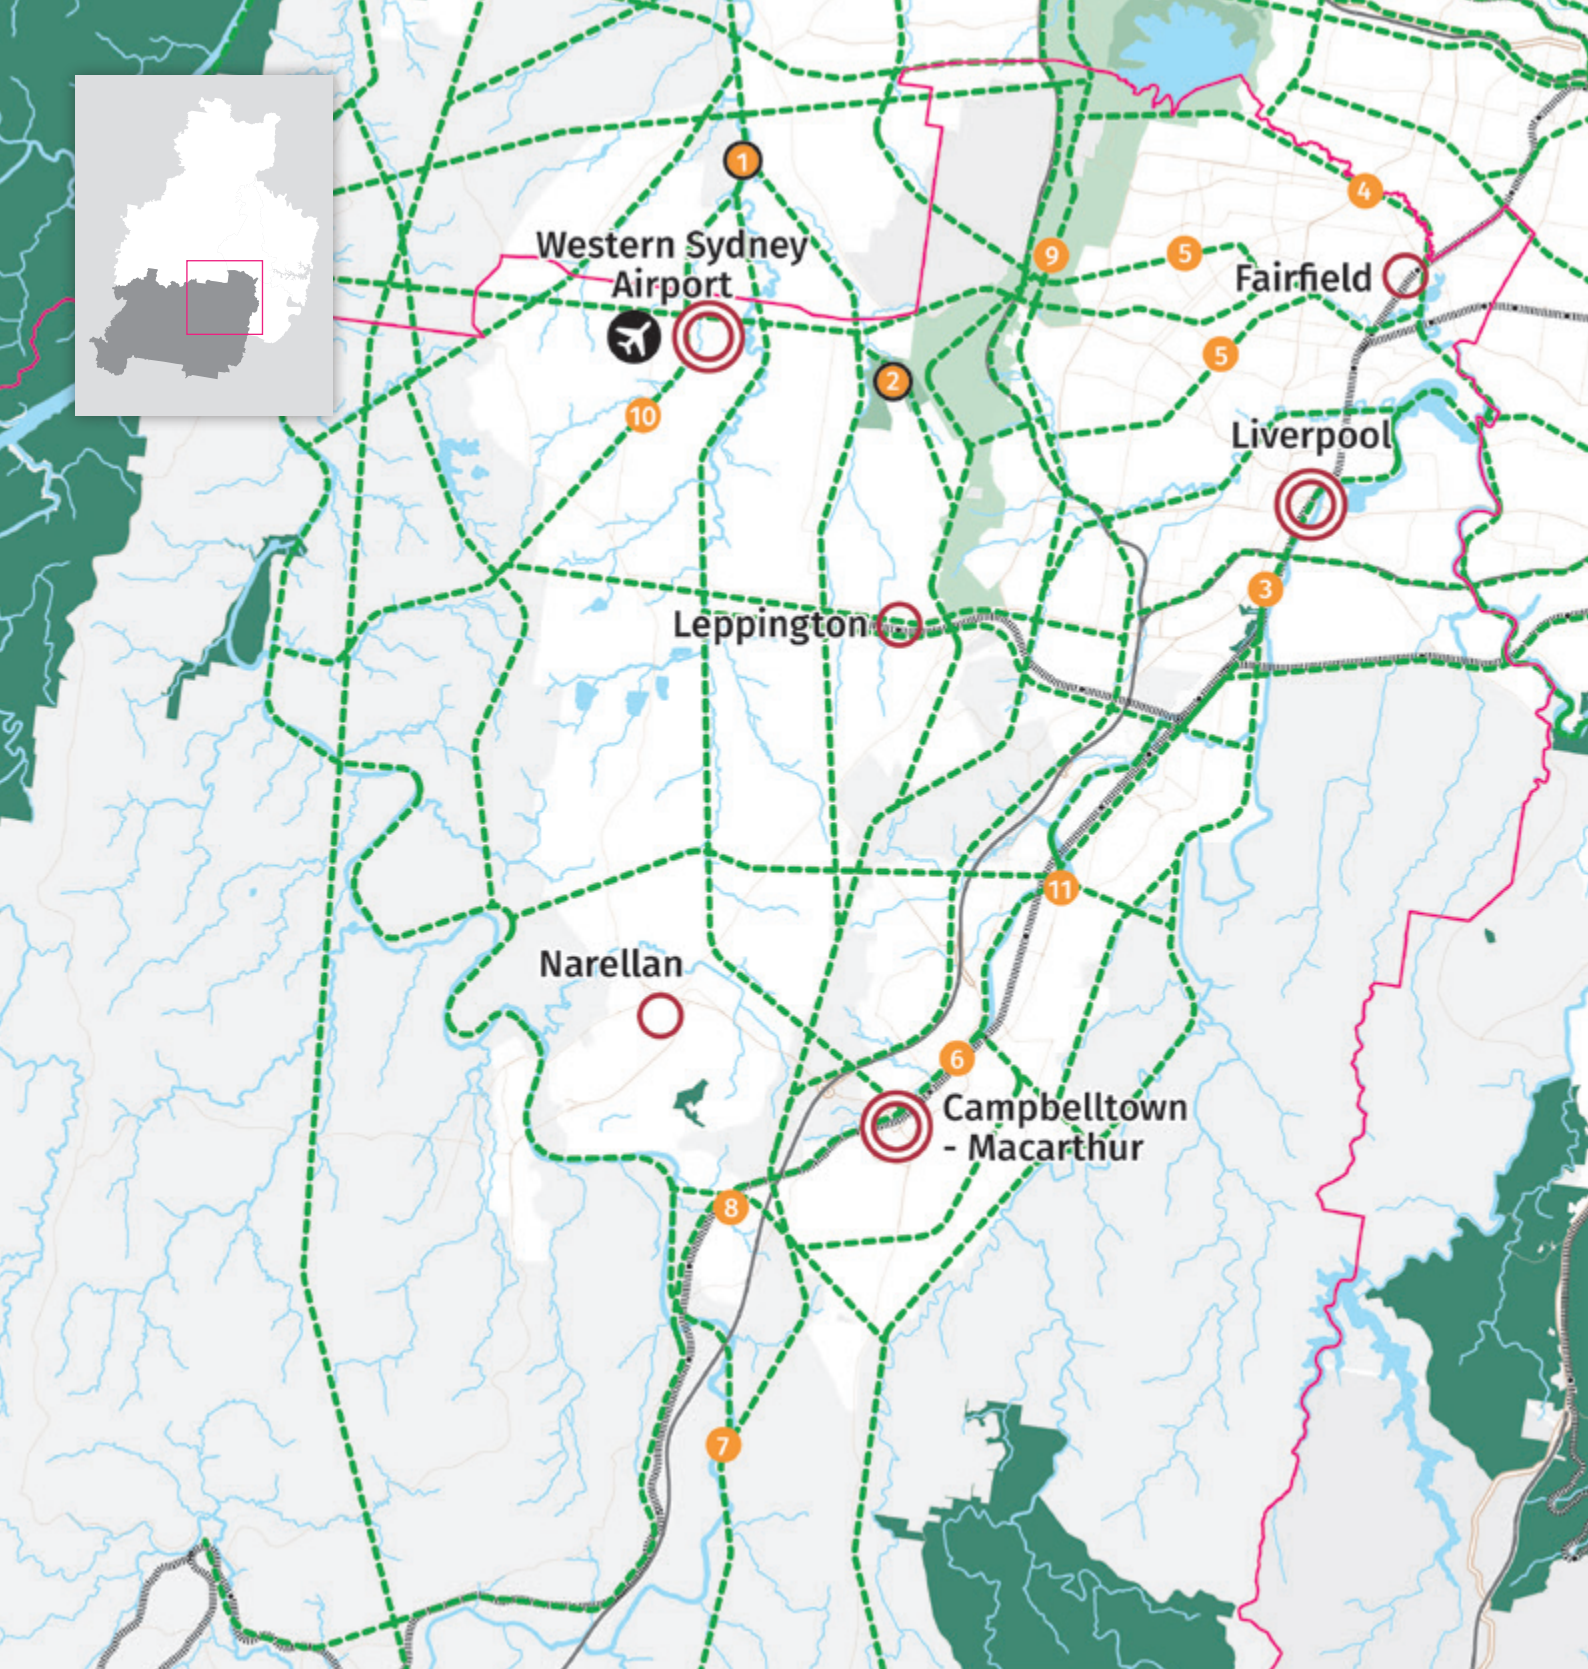 1
4
Western Sydney
Airport
9
5
Fairfield
5
2
10
Liverpool
3
Leppington
11
Narellan
6
Campbelltown
- Macarthur
8
7